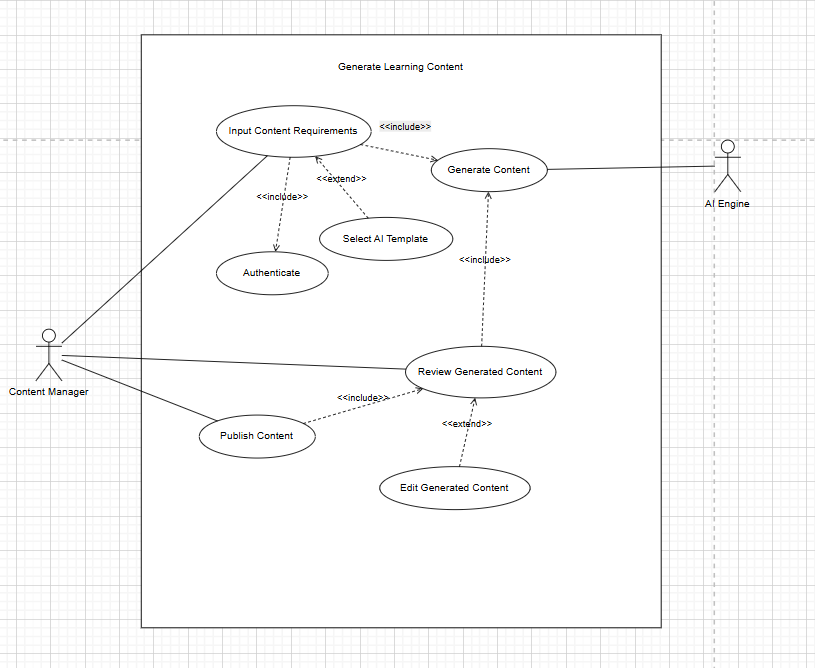 Generate Learning Content
Input Content Requirements
<<include>>
Generate Content
<<extend>>
<<include>>
AI Engine
Select AI Template
<<include>>
Authenticate
Review Generated Content
Content Manager
<<include>>
<<extend>>
Publish Content
Edit Generated Content